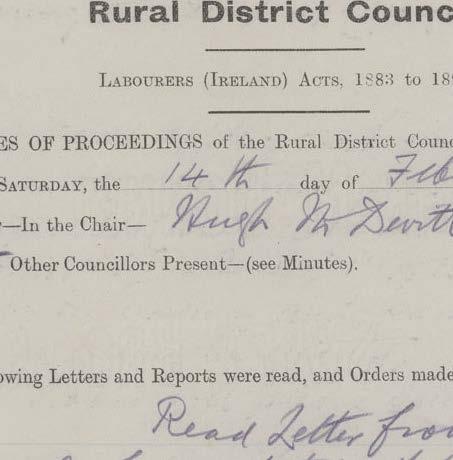 Rural District Counc
LABOURERS (IRELAND) ACTS, 1883 to 189
ES OF PROCEEDINGS of the Rural District Counc
SATURDAY, the 14th day of Feb
—In the Chair— Hugh McDevitt
Other Councillors Present—(see Minutes).
owing Letters and Reports were read, and Orders made
Read Letter from